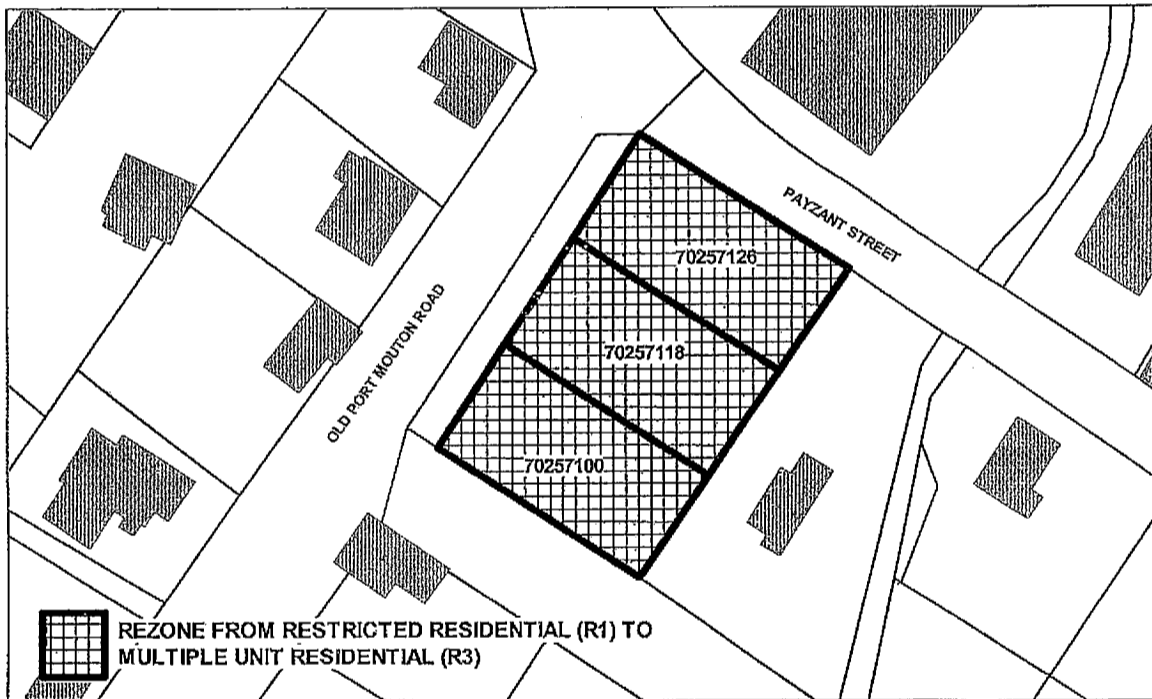 PAYZANT STREET
70257126
OLD PORT MOUTON ROAD
70257118
70257100
REZONE FROM RESTRICTED RESIDENTIAL (R1) TO
MULTIPLE UNIT RESIDENTIAL (R3)